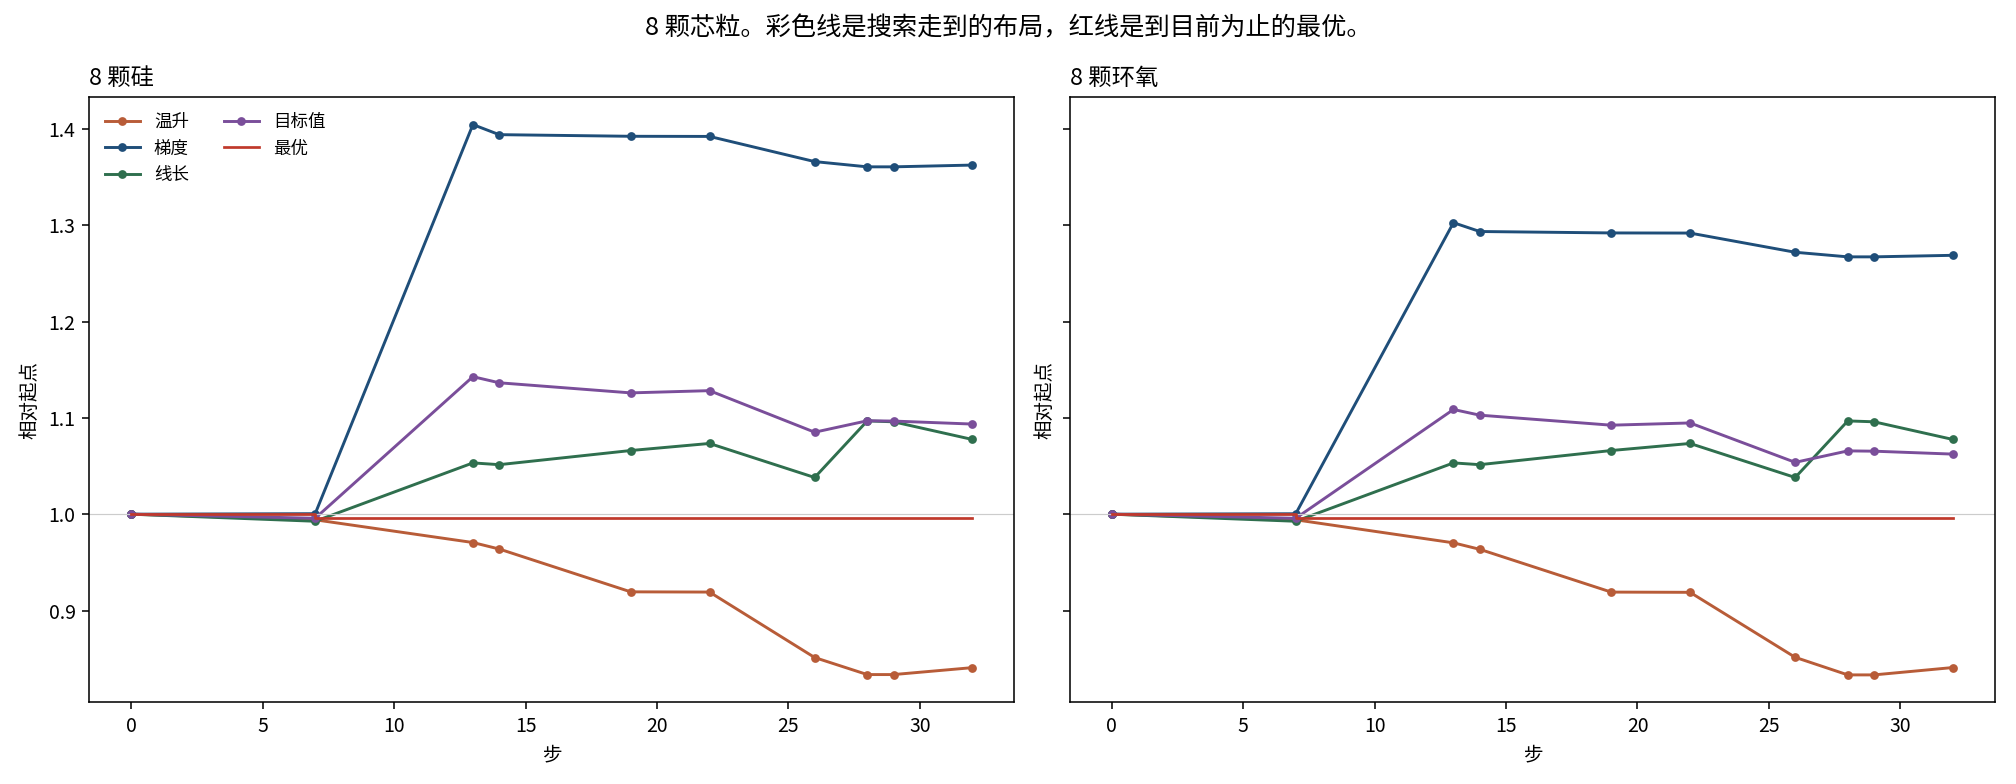 8 颗芯粒。彩色线是搜索走到的布局，红线是到目前为止的最优。
8 颗硅
相对起点
1.4
1.3
1.2
1.1
1.0
0.9
温升
梯度
线长
目标值
最优
0 5 10 15 20 25 30
步
8 颗环氧
相对起点
0 5 10 15 20 25 30
步